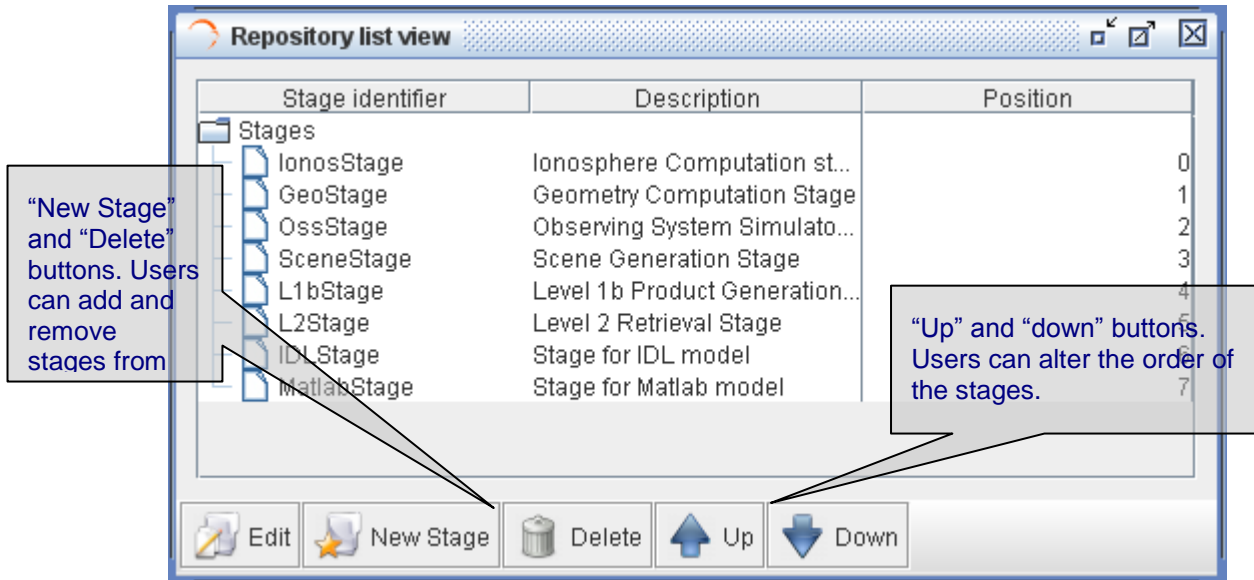 Repository list view
Stage identifier Description Position
Stages
IonosStage Ionosphere Computation st... 0
GeoStage Geometry Computation Stage 1
OssStage Observing System Simulato... 2
SceneStage Scene Generation Stage 3
L1bStage Level 1b Product Generation... 4
L2Stage Level 2 Retrieval Stage 5
IDLStage Stage for IDL model 6
MatlabStage Stage for Matlab model 7
“New Stage”
and “Delete”
buttons. Users
can add and
remove
stages from
“Up” and “down” buttons.
Users can alter the order of
the stages.
Edit New Stage Delete Up Down